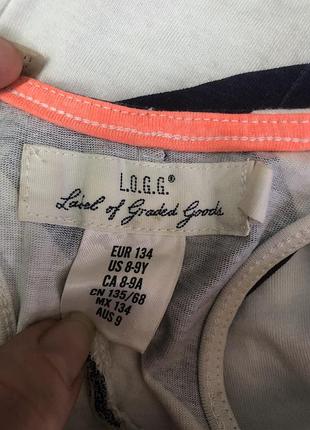 L.O.G.G.®
Label of Graded Goods
EUR 134
US 8-9Y
CA 8-9A
CN 135/68
MX 134
AUS 9